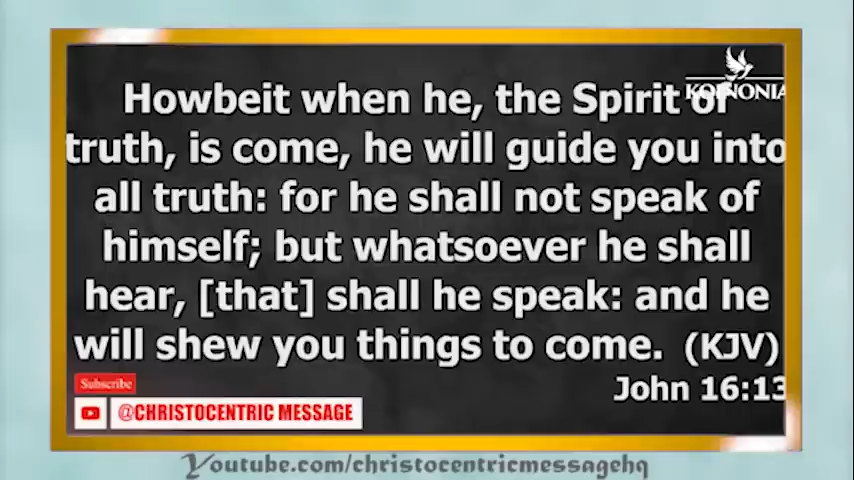 KOINONIA
Howbeit when he, the Spirit of
truth, is come, he will guide you into
all truth: for he shall not speak of
himself; but whatsoever he shall
hear, [that] shall he speak: and he
will shew you things to come. (KJV)
John 16:13
Subscribe
@CHRISTOCENTRIC MESSAGE
Youtube.com/christocentricmessagehq